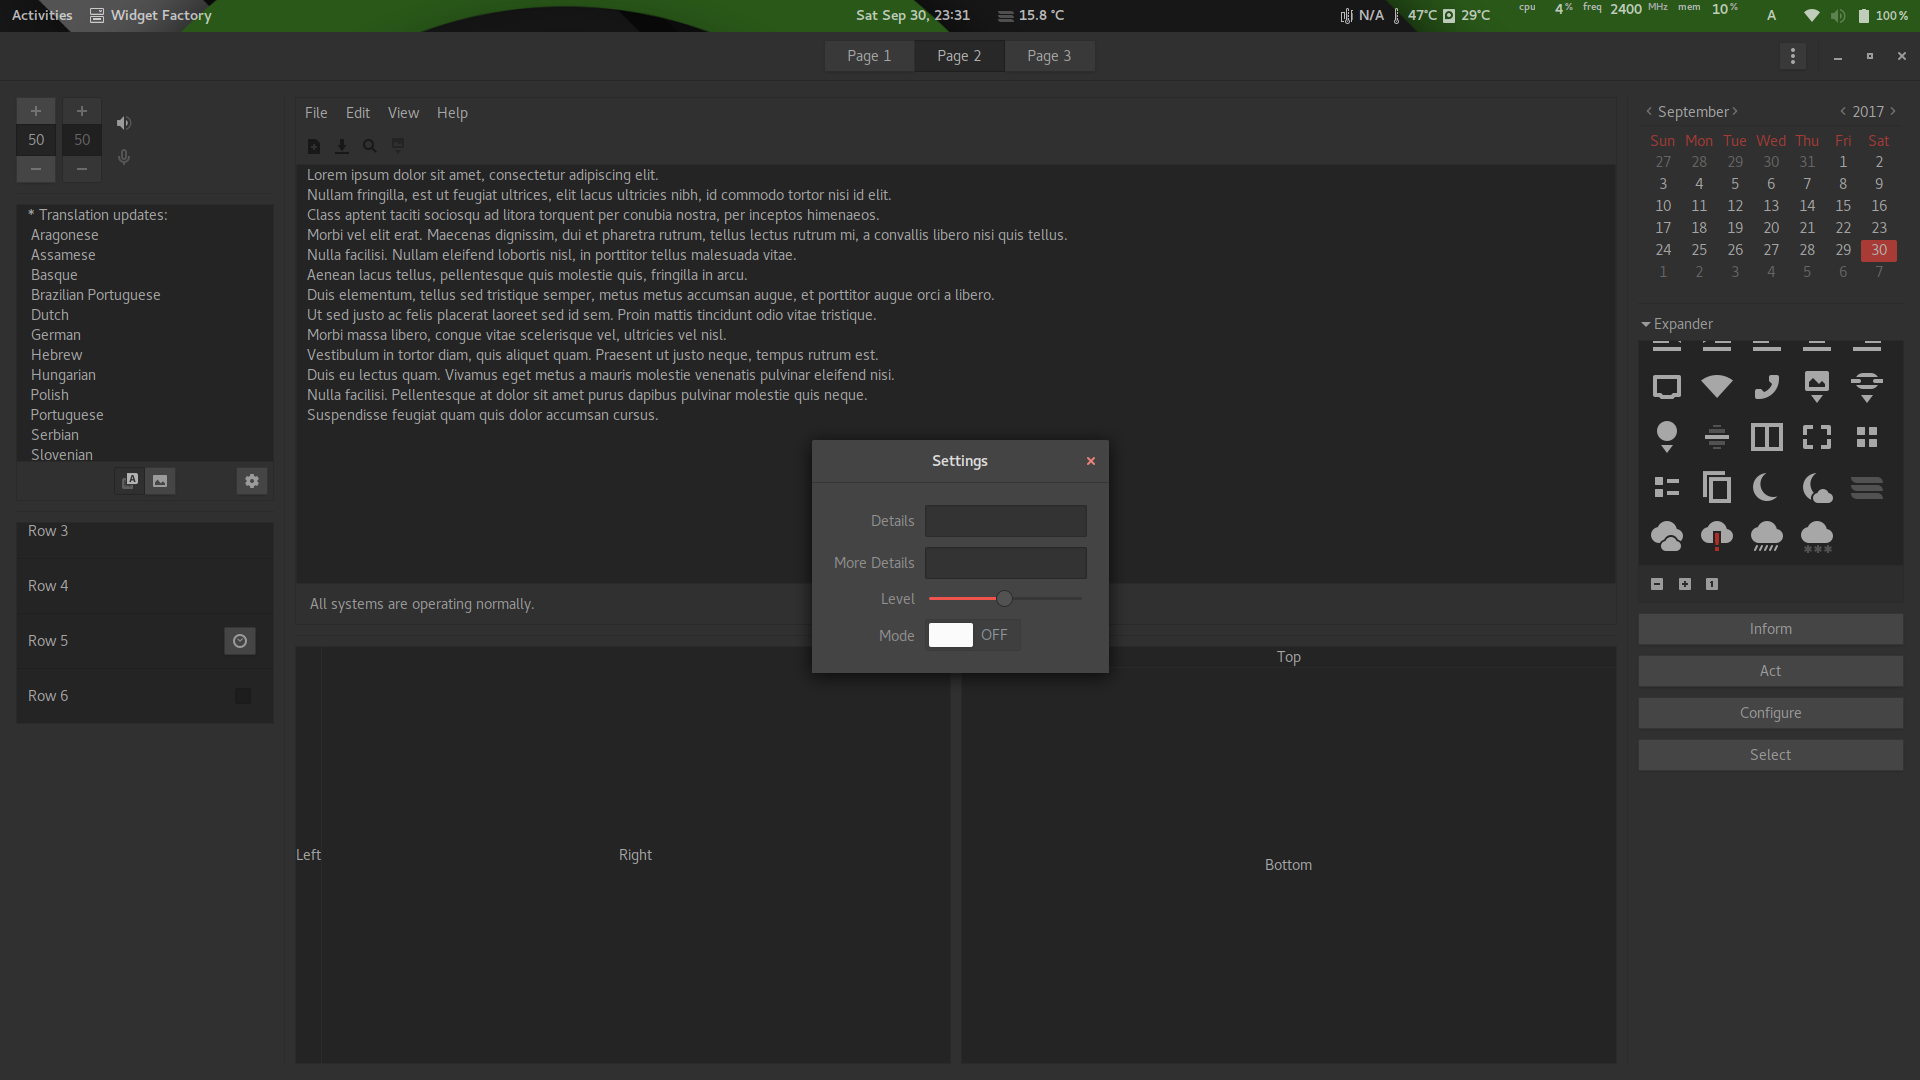 Activities Widget Factory Sat Sep 30, 23:31 15.8 °C N/A 47°C 29°C cpu 4% freq 2400 MHz mem 10% A 100%
Page 1 Page 2 Page 3
+ +
50 50
− −
* Translation updates:
Aragonese
Assamese
Basque
Brazilian Portuguese
Dutch
German
Hebrew
Hungarian
Polish
Portuguese
Serbian
Slovenian
A
Row 3
Row 4
Row 5
Row 6
File Edit View Help
Lorem ipsum dolor sit amet, consectetur adipiscing elit.
Nullam fringilla, est ut feugiat ultrices, elit lacus ultricies nibh, id commodo tortor nisi id elit.
Class aptent taciti sociosqu ad litora torquent per conubia nostra, per inceptos himenaeos.
Morbi vel elit erat. Maecenas dignissim, dui et pharetra rutrum, tellus lectus rutrum mi, a convallis libero nisi quis tellus.
Nulla facilisi. Nullam eleifend lobortis nisl, in porttitor tellus malesuada vitae.
Aenean lacus tellus, pellentesque quis molestie quis, fringilla in arcu.
Duis elementum, tellus sed tristique semper, metus metus accumsan augue, et porttitor augue orci a libero.
Ut sed justo ac felis placerat laoreet sed id sem. Proin mattis tincidunt odio vitae tristique.
Morbi massa libero, congue vitae scelerisque vel, ultricies vel nisl.
Vestibulum in tortor diam, quis aliquet quam. Praesent ut justo neque, tempus rutrum est.
Duis eu lectus quam. Vivamus eget metus a mauris molestie venenatis pulvinar eleifend nisi.
Nulla facilisi. Pellentesque at dolor sit amet purus dapibus pulvinar molestie quis neque.
Suspendisse feugiat quam quis dolor accumsan cursus.
All systems are operating normally.
Settings
Details
More Details
Level
Mode OFF
Left Right
Top
Bottom
September 2017
Sun Mon Tue Wed Thu Fri Sat
27 28 29 30 31 1 2
3 4 5 6 7 8 9
10 11 12 13 14 15 16
17 18 19 20 21 22 23
24 25 26 27 28 29 30
1 2 3 4 5 6 7
Expander
1
Inform
Act
Configure
Select